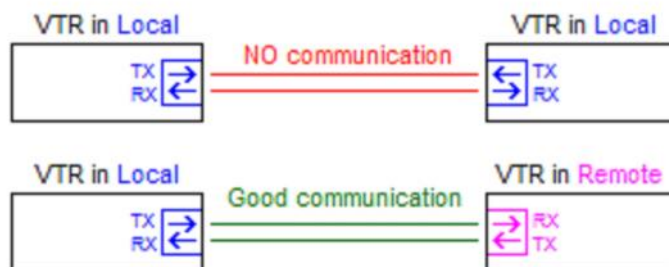 VTR in Local
VTR in Local
NO communication
TX
RX
TX
RX
VTR in Local
VTR in Remote
Good communication
TX
RX
RX
TX